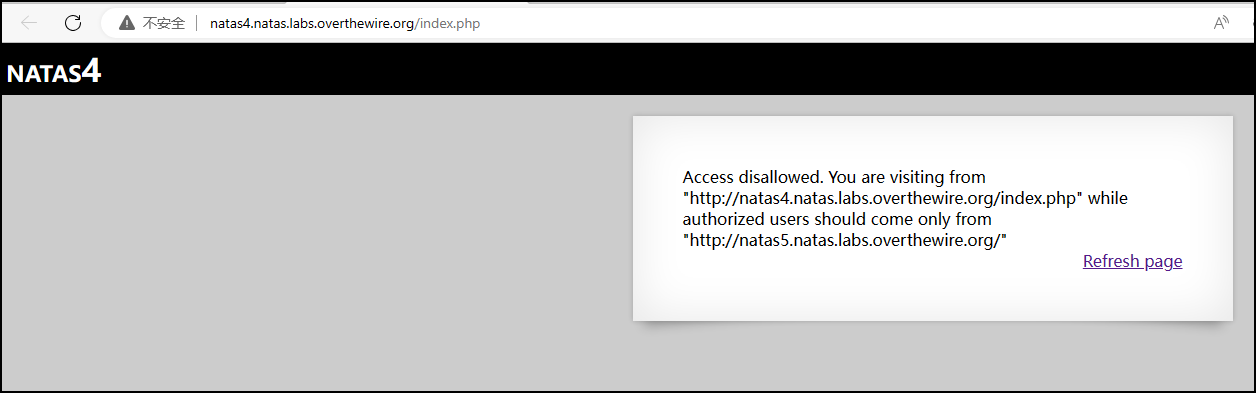 不安全 natas4.natas.labs.overthewire.org/index.php
NATAS4
Access disallowed. You are visiting from
"http://natas4.natas.labs.overthewire.org/index.php" while
authorized users should come only from
"http://natas5.natas.labs.overthewire.org/"
Refresh page